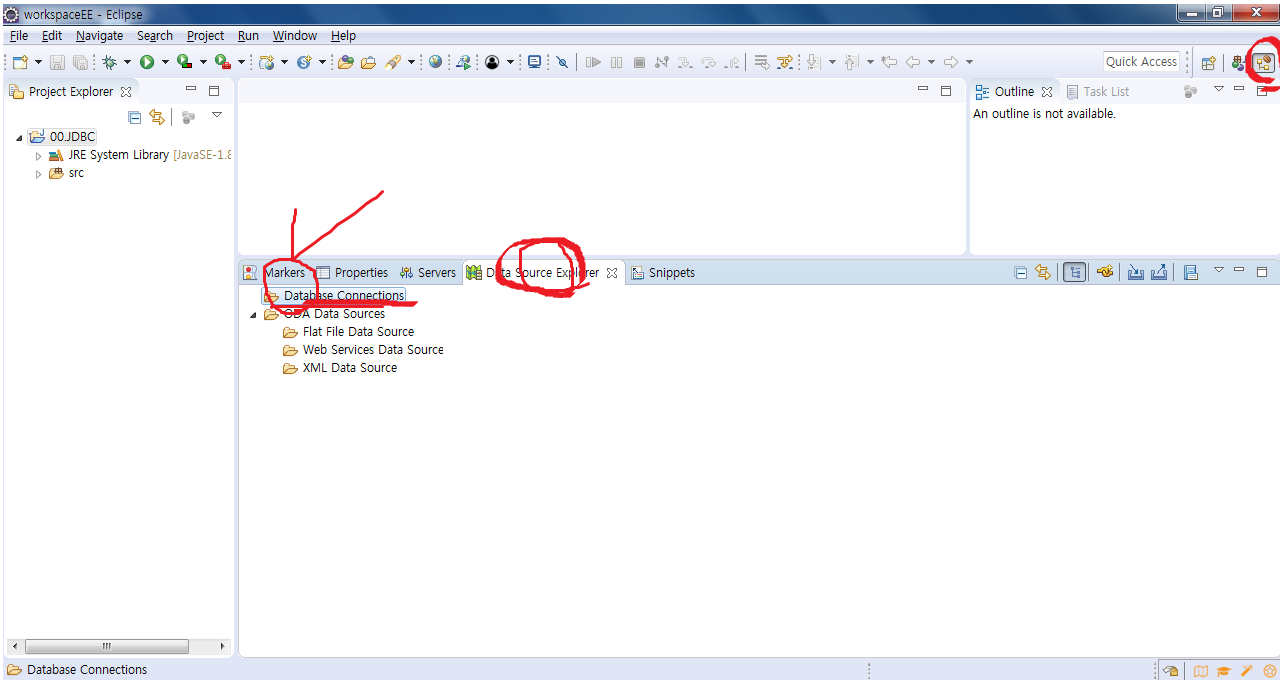 workspaceEE - Eclipse
File Edit Navigate Search Project Run Window Help
Quick Access
Project Explorer
00.JDBC
JRE System Library [JavaSE-1.8
src
Outline Task List
An outline is not available.
Markers Properties Servers Data Source Explorer Snippets
Database Connections
ODA Data Sources
Flat File Data Source
Web Services Data Source
XML Data Source
Database Connections